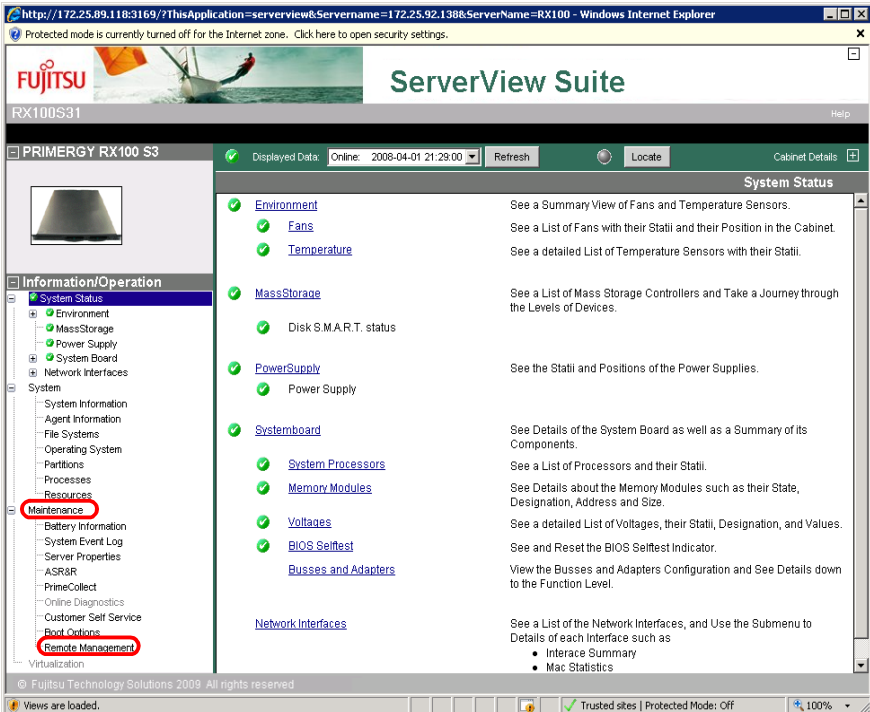 http://172.25.89.118:3169/?ThisApplication=serverview&Servername=172.25.92.138&ServerName=RX100 - Windows Internet Explorer
Protected mode is currently turned off for the Internet zone. Click here to open security settings.
FUJITSU
ServerView Suite
RX100S31
Help
PRIMERGY RX100 S3
Displayed Data: Online: 2008-04-01 21:29:00 Refresh Locate Cabinet Details
System Status
Information/Operation
System Status
Environment
MassStorage
Power Supply
System Board
Network Interfaces
System
System Information
Agent Information
File Systems
Operating System
Partitions
Processes
Resources
Maintenance
Battery Information
System Event Log
Server Properties
ASR&R
PrimeCollect
Online Diagnostics
Customer Self Service
Boot Options
Remote Management
Virtualization
Environment See a Summary View of Fans and Temperature Sensors.
Fans See a List of Fans with their Statii and their Position in the Cabinet.
Temperature See a detailed List of Temperature Sensors with their Statii.
MassStorage See a List of Mass Storage Controllers and Take a Journey through
the Levels of Devices.
Disk S.M.A.R.T. status
PowerSupply See the Statii and Positions of the Power Supplies.
Power Supply
Systemboard See Details of the System Board as well as a Summary of its
Components.
System Processors See a List of Processors and their Statii.
Memory Modules See Details about the Memory Modules such as their State,
Designation, Address and Size.
Voltages See a detailed List of Voltages, their Statii, Designation, and Values.
BIOS Selftest See and Reset the BIOS Selftest Indicator.
Busses and Adapters View the Busses and Adapters Configuration and See Details down
to the Function Level.
Network Interfaces See a List of the Network Interfaces, and Use the Submenu to
Details of each Interface such as
• Interace Summary
• Mac Statistics
© Fujitsu Technology Solutions 2009 All rights reserved
Views are loaded. Trusted sites | Protected Mode: Off 100%